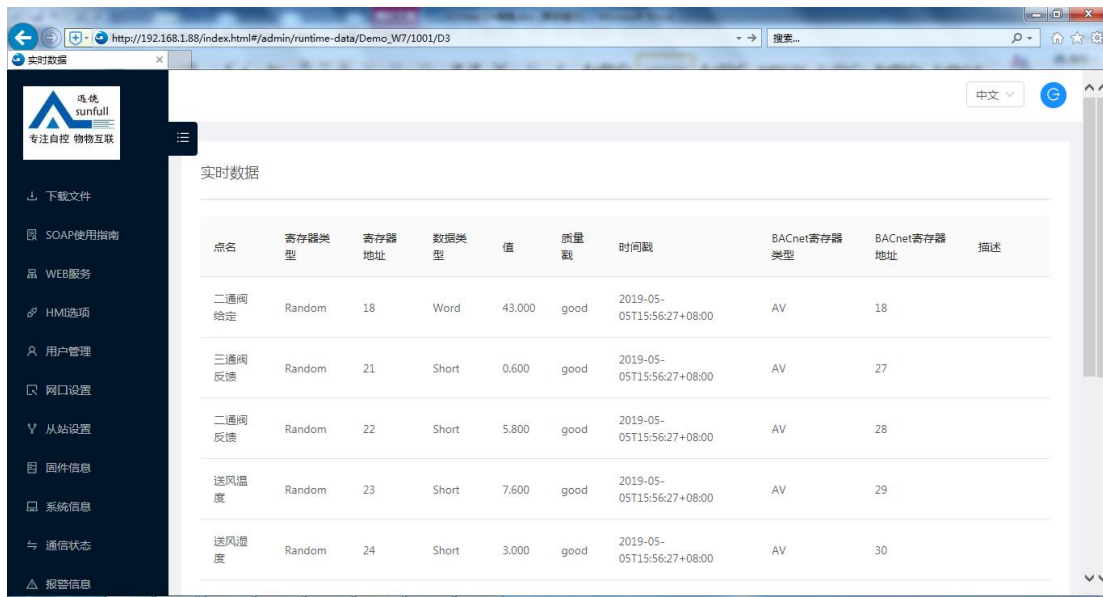 http://192.168.1.88/index.html#/admin/runtime-data/Demo_W7/1001/D3
搜索...
实时数据
sunfull
专注自控 物物互联
中文
下载文件
SOAP使用指南
WEB服务
HMI选项
用户管理
网口设置
从站设置
固件信息
系统信息
通信状态
报警信息
实时数据
点名 寄存器类型 寄存器地址 数据类型 值 质量戳 时间戳 BACnet寄存器类型 BACnet寄存器地址 描述
二通阀给定 Random 18 Word 43.000 good 2019-05-05T15:56:27+08:00 AV 18
三通阀反馈 Random 21 Short 0.600 good 2019-05-05T15:56:27+08:00 AV 27
二通阀反馈 Random 22 Short 5.800 good 2019-05-05T15:56:27+08:00 AV 28
送风温度 Random 23 Short 7.600 good 2019-05-05T15:56:27+08:00 AV 29
送风湿度 Random 24 Short 3.000 good 2019-05-05T15:56:27+08:00 AV 30